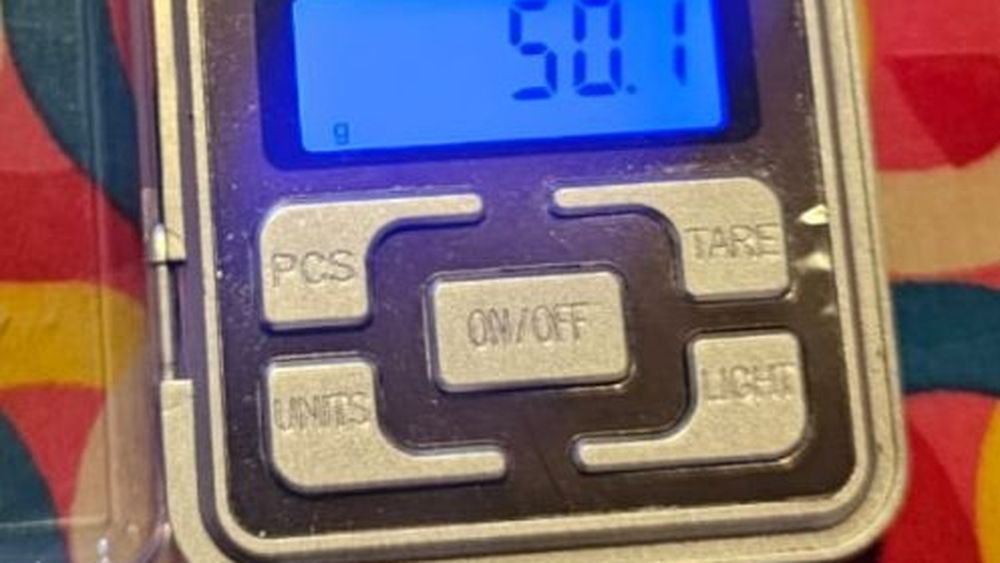 50.1
g
PCS
TARE
ON/OFF
UNITS
LIGHT